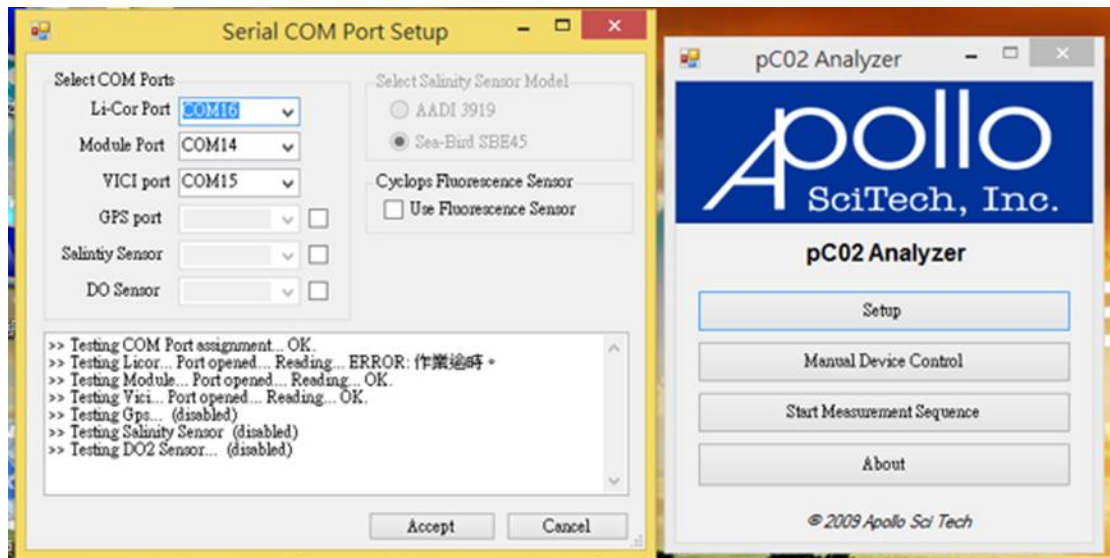 Serial COM Port Setup
Select COM Ports
Li-Cor Port COM16
Module Port COM14
VICI port COM15
GPS port
Salintiy Sensor
DO Sensor
Select Salinity Sensor Model
AADI 3919
Sea-Bird SBE45
Cyclops Fluorescence Sensor
Use Fluorescence Sensor
>> Testing COM Port assignment... OK.
>> Testing Licor... Port opened... Reading... ERROR: 作業逾時。
>> Testing Module... Port opened... Reading... OK.
>> Testing Vici... Port opened... Reading... OK.
>> Testing Gps... (disabled)
>> Testing Salinity Sensor (disabled)
>> Testing DO2 Sensor... (disabled)
Accept Cancel
pC02 Analyzer
Apollo
SciTech, Inc.
pC02 Analyzer
Setup
Manual Device Control
Start Measurement Sequence
About
© 2009 Apollo Sci Tech